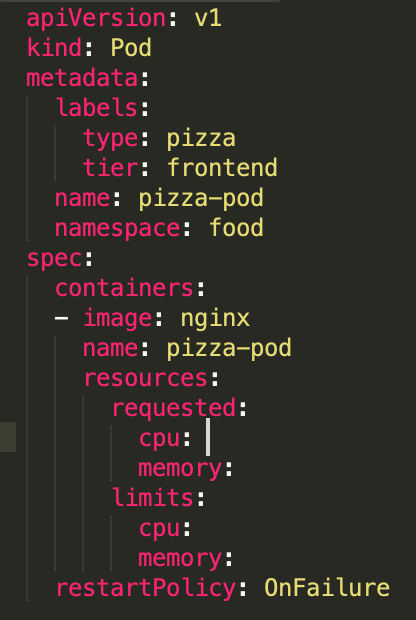 apiVersion: v1
kind: Pod
metadata:
  labels:
    type: pizza
    tier: frontend
  name: pizza-pod
  namespace: food
spec:
  containers:
  - image: nginx
    name: pizza-pod
    resources:
      requested:
        cpu:
        memory:
      limits:
        cpu:
        memory:
  restartPolicy: OnFailure